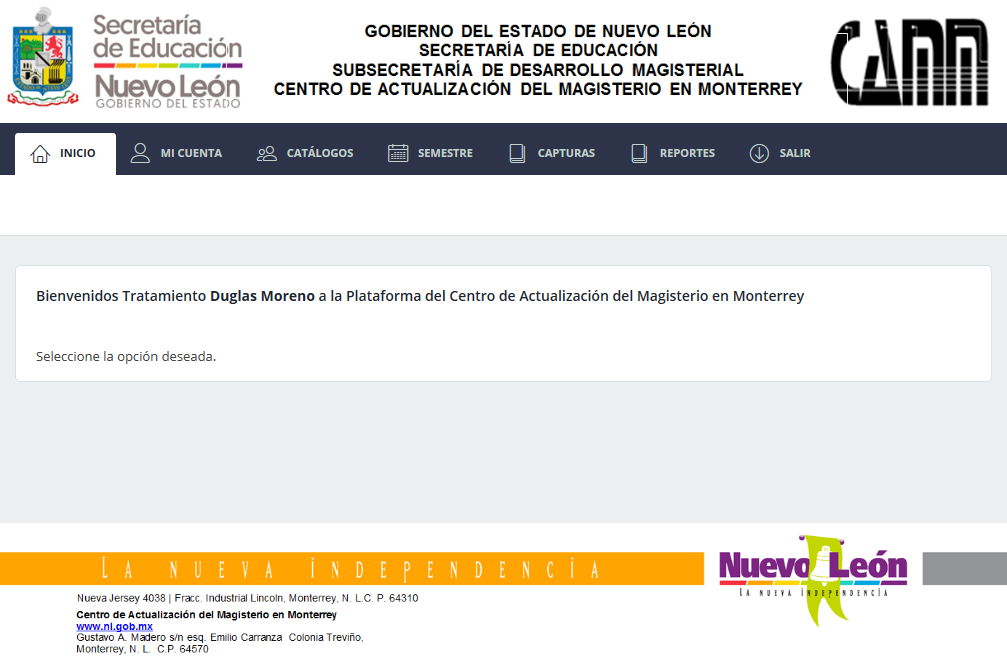 Secretaría
de Educación
Nuevo León
GOBIERNO DEL ESTADO
GOBIERNO DEL ESTADO DE NUEVO LEÓN
SECRETARÍA DE EDUCACIÓN
SUBSECRETARÍA DE DESARROLLO MAGISTERIAL
CENTRO DE ACTUALIZACIÓN DEL MAGISTERIO EN MONTERREY
CAMM
INICIO
MI CUENTA
CATÁLOGOS
SEMESTRE
CAPTURAS
REPORTES
SALIR
Bienvenidos Tratamiento Duglas Moreno a la Plataforma del Centro de Actualización del Magisterio en Monterrey
Seleccione la opción deseada.
LA NUEVA INDEPENDENCIA
Nuevo León
LA NUEVA INDEPENDENCIA
Nueva Jersey 4038 | Fracc. Industrial Lincoln, Monterrey, N. L.C. P. 64310
Centro de Actualización del Magisterio en Monterrey
www.nl.gob.mx
Gustavo A. Madero s/n esq. Emilio Carranza Colonia Treviño,
Monterrey, N. L. C.P. 64570